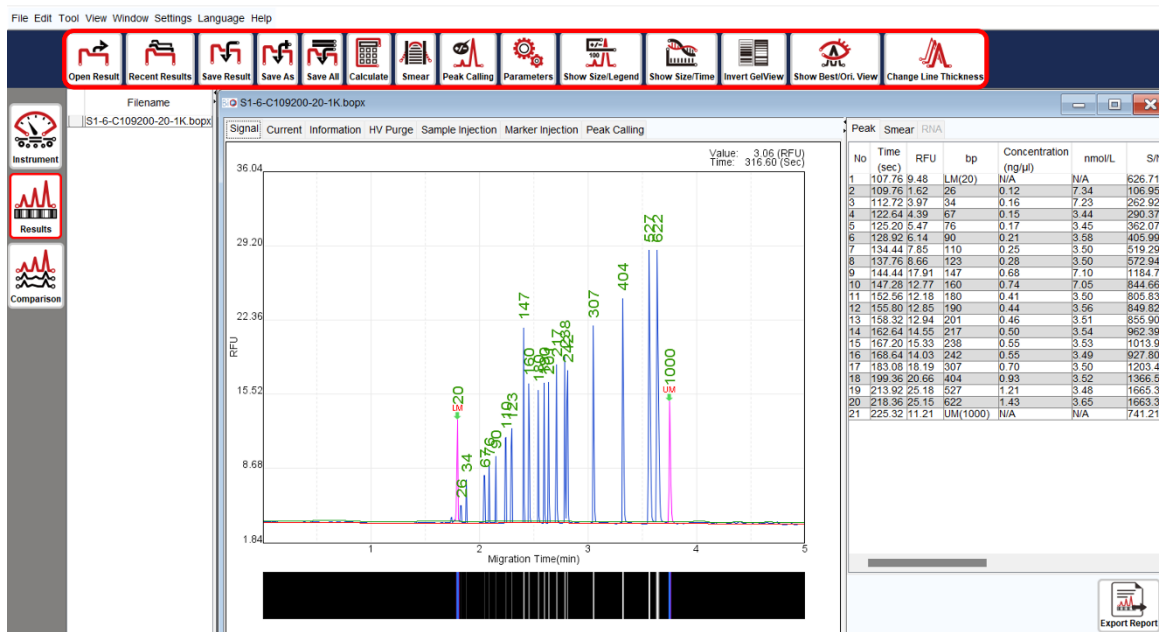 File Edit Tool View Window Settings Language Help
Open Result Recent Results Save Result Save As Save All Calculate Smear Peak Calling Parameters Show Size/Legend Show Size/Time Invert GelView Show Best/Ori. View Change Line Thickness
Instrument
Results
Comparison
Filename
S1-6-C109200-20-1K.bopx
S1-6-C109200-20-1K.bopx
Signal Current Information HV Purge Sample Injection Marker Injection Peak Calling
Value: 3.06 (RFU)
Time: 316.60 (Sec)
36.04
29.20
22.36
15.52
8.68
1.84
RFU
LM
20
26
34
67
76
90
110
123
147
160
180
190
201
217
238
242
307
404
527
622
UM
1000
1 2 3 4 5
Migration Time(min)
Peak Smear RNA
No Time (sec) RFU bp Concentration (ng/µl) nmol/L S/N
1 107.76 9.48 LM(20) N/A N/A 626.71
2 109.76 1.62 26 0.12 7.34 106.95
3 112.72 3.97 34 0.16 7.23 262.92
4 122.64 4.39 67 0.15 3.44 290.37
5 125.20 5.47 76 0.17 3.45 362.07
6 128.92 6.14 90 0.21 3.58 405.99
7 134.44 7.85 110 0.25 3.50 519.29
8 137.76 8.66 123 0.28 3.50 572.94
9 144.44 17.91 147 0.68 7.10 1184.7
10 147.28 12.77 160 0.74 7.05 844.66
11 152.56 12.18 180 0.41 3.50 805.83
12 155.80 12.85 190 0.44 3.56 849.82
13 158.32 12.94 201 0.46 3.51 855.90
14 162.64 14.55 217 0.50 3.54 962.39
15 167.20 15.33 238 0.55 3.53 1013.9
16 168.64 14.03 242 0.55 3.49 927.80
17 183.08 18.19 307 0.70 3.50 1203.4
18 199.36 20.66 404 0.93 3.52 1366.5
19 213.92 25.18 527 1.21 3.48 1665.3
20 218.36 25.15 622 1.43 3.65 1663.3
21 225.32 11.21 UM(1000) N/A N/A 741.21
Export Report